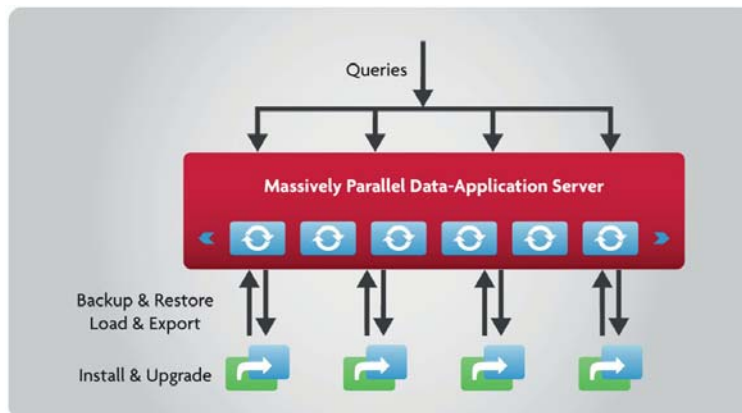 Queries
Massively Parallel Data-Application Server
Backup & Restore
Load & Export
Install & Upgrade